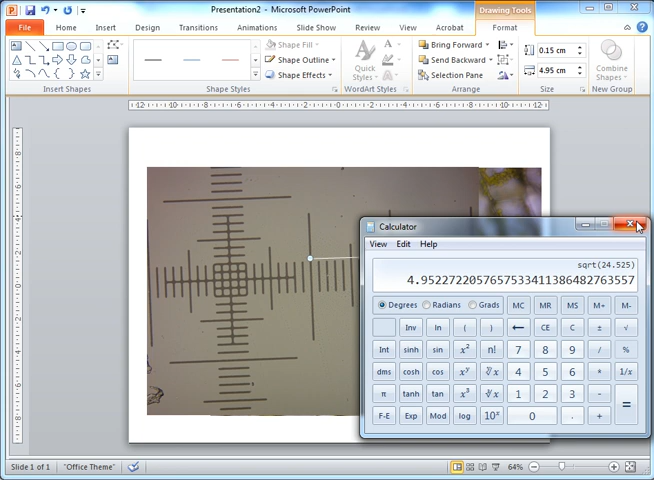 Presentation2 - Microsoft PowerPoint
Drawing Tools
File Home Insert Design Transitions Animations Slide Show Review View Format
Shape Fill
Shape Outline
Shape Effects
Quick Styles
Bring Forward
Send Backward
Selection Pane
0.15 cm
4.95 cm
Combine Shapes
Insert Shapes Shape Styles WordArt Styles Arrange Size New Group
Calculator
View Edit Help
sqrt(24.525)
4.9522722057657533411386482763557
Degrees Radians Grads MC MR MS M+ M-
Inv ln ( ) ← CE C ± √
Int sinh sin x² n! 7 8 9 / %
dms cosh cos xʸ ʸ√x 4 5 6 * 1/x
π tanh tan x³ ³√x 1 2 3 - =
F-E Exp Mod log 10ˣ 0 . +
Slide 1 of 1 "Office Theme" 64%